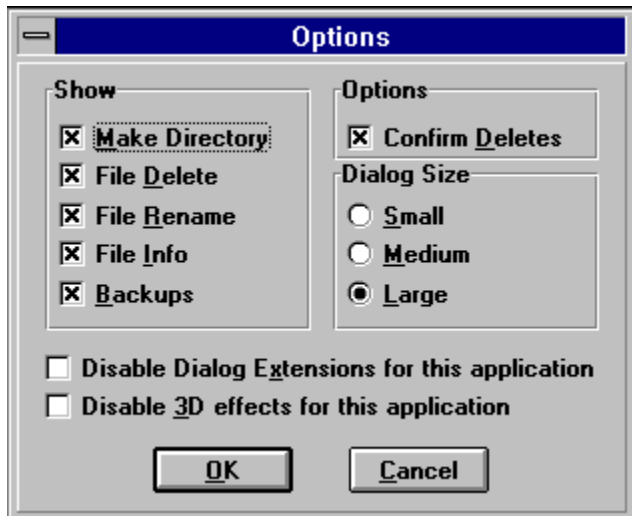 Options
Show
Make Directory
File Delete
File Rename
File Info
Backups
Options
Confirm Deletes
Dialog Size
Small
Medium
Large
Disable Dialog Extensions for this application
Disable 3D effects for this application
OK
Cancel